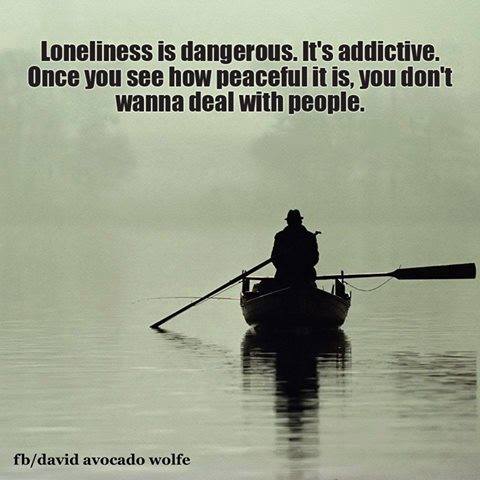 Loneliness is dangerous. It's addictive.
Once you see how peaceful it is, you don't
wanna deal with people.
fb/david avocado wolfe